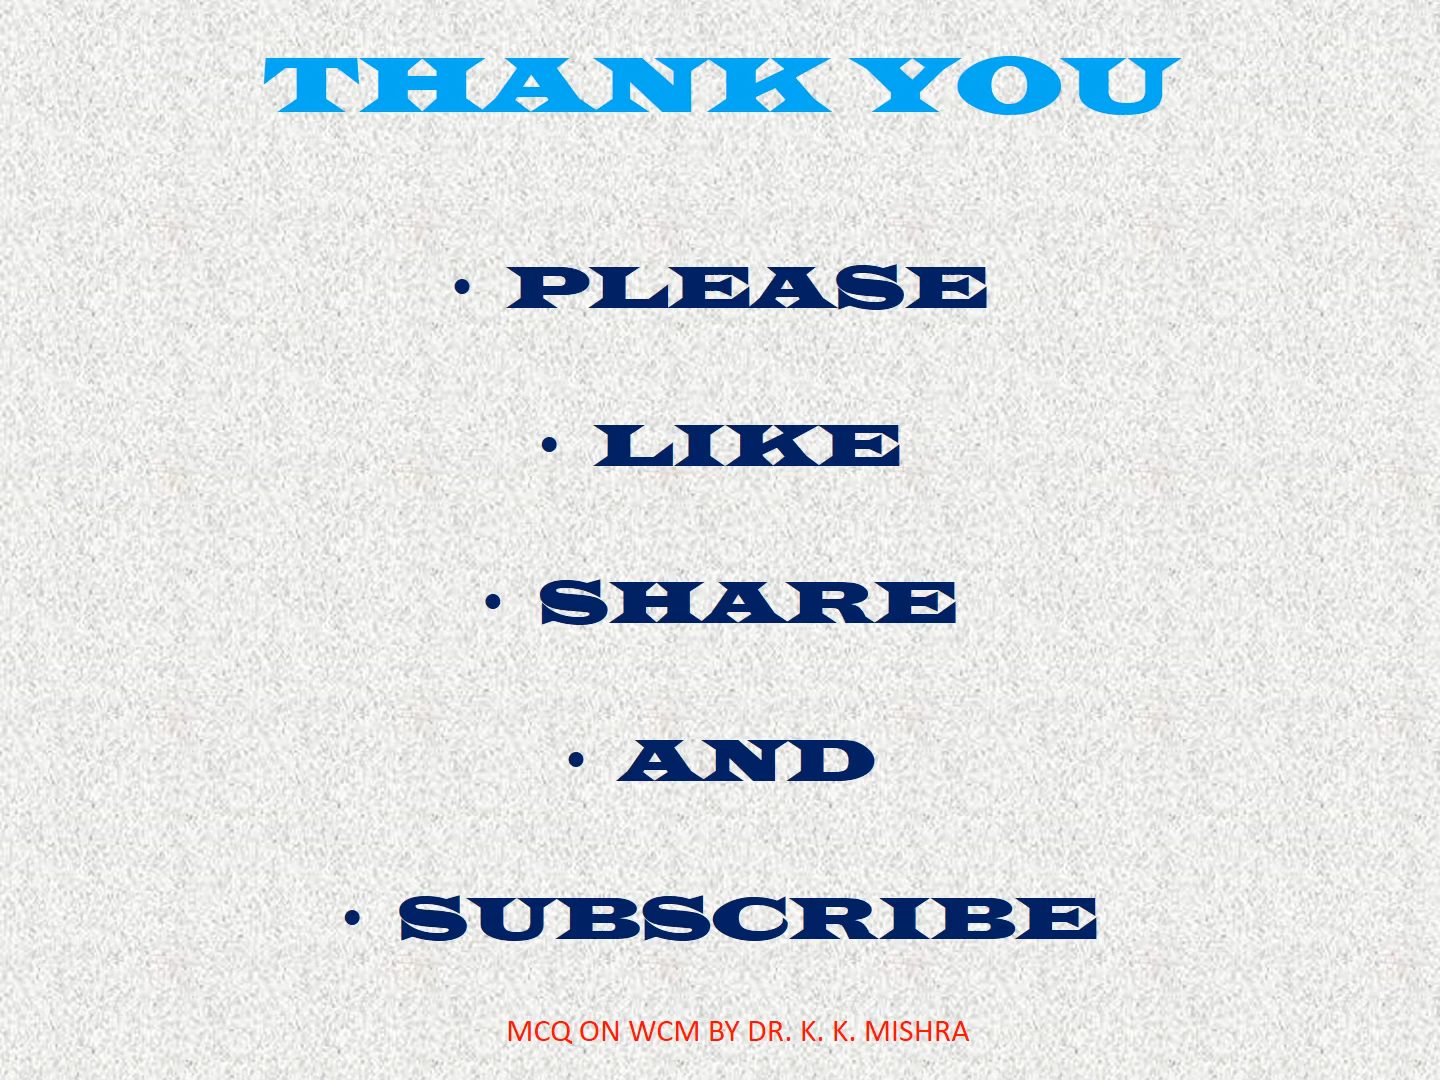 THANK YOU
• PLEASE
• LIKE
• SHARE
• AND
• SUBSCRIBE
MCQ ON WCM BY DR. K. K. MISHRA